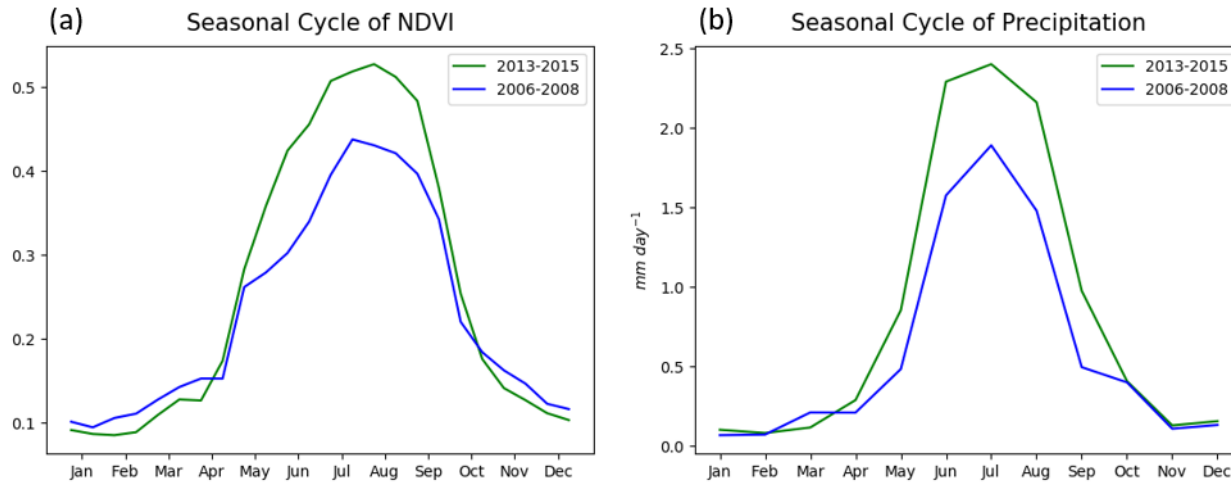 (a)
Seasonal Cycle of NDVI
2013-2015
2006-2008
0.5
0.4
0.3
0.2
0.1
Jan Feb Mar Apr May Jun Jul Aug Sep Oct Nov Dec
(b)
Seasonal Cycle of Precipitation
2013-2015
2006-2008
mm day⁻¹
2.5
2.0
1.5
1.0
0.5
0.0
Jan Feb Mar Apr May Jun Jul Aug Sep Oct Nov Dec